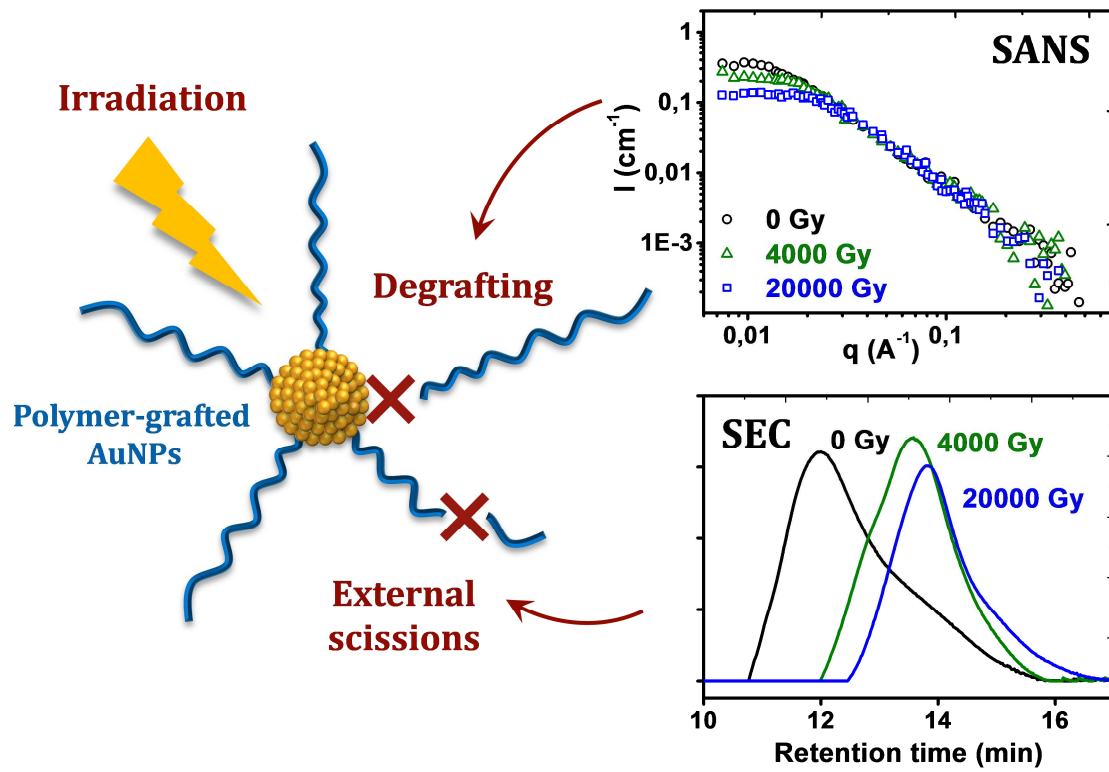 Irradiation
Degrafting
Polymer-grafted
AuNPs
External
scissions
SANS
I (cm⁻¹)
1
0,1
0,01
1E-3
0 Gy
4000 Gy
20000 Gy
0,01
0,1
q (A⁻¹)
SEC
0 Gy
4000 Gy
20000 Gy
10
12
14
16
Retention time (min)